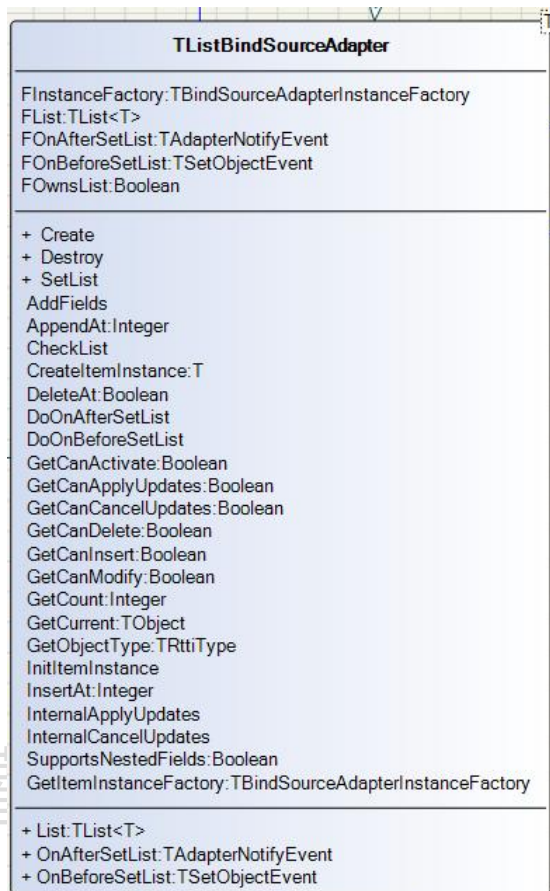 TListBindSourceAdapter
FInstanceFactory:TBindSourceAdapterInstanceFactory
FList:TList<T>
FOnAfterSetList:TAdapterNotifyEvent
FOnBeforeSetList:TSetObjectEvent
FOwnsList:Boolean
+ Create
+ Destroy
+ SetList
AddFields
AppendAt:Integer
CheckList
CreateItemInstance:T
DeleteAt:Boolean
DoOnAfterSetList
DoOnBeforeSetList
GetCanActivate:Boolean
GetCanApplyUpdates:Boolean
GetCanCancelUpdates:Boolean
GetCanDelete:Boolean
GetCanInsert:Boolean
GetCanModify:Boolean
GetCount:Integer
GetCurrent:TObject
GetObjectType:TRttiType
InitItemInstance
InsertAt:Integer
InternalApplyUpdates
InternalCancelUpdates
SupportsNestedFields:Boolean
GetItemInstanceFactory:TBindSourceAdapterInstanceFactory
+ List:TList<T>
+ OnAfterSetList:TAdapterNotifyEvent
+ OnBeforeSetList:TSetObjectEvent